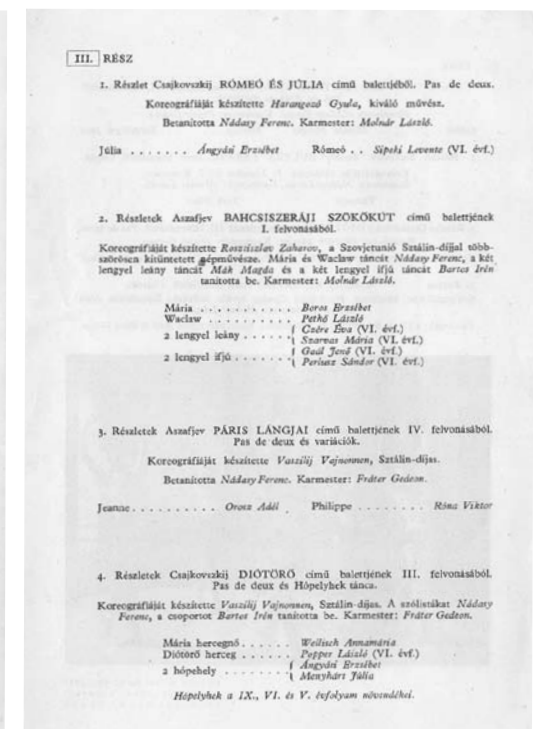 III. RÉSZ
1. Részlet Csajkovszkij RÓMEÓ ÉS JÚLIA című balettjéből. Pas de deux.
Koreográfiáját készítette Harangozó Gyula, kiváló művész.
Betanította Nádasy Ferenc. Karmester: Molnár László.
Júlia . . . . . . . Ángyási Erzsébet Rómeó . . Sipeki Levente (VI. évf.)
2. Részletek Aszafjev BAHCSISZERÁJI SZÖKŐKÚT című balettjének
I. felvonásából.
Koreográfiáját készítette Rosztiszlav Zaharov, a Szovjetunió Sztálin-díjjal több-
szörösen kitüntetett népművésze. Mária és Waclaw táncát Nádasy Ferenc, a két
lengyel leány táncát Mák Magda és a két lengyel ifjú táncát Bartos Irén
tanította be. Karmester: Molnár László.
Mária . . . . . . . . . . . Boros Erzsébet
Waclaw . . . . . . . . . . Pethő László
2 lengyel leány . . . . . . { Czére Éva (VI. évf.)
Szarvas Mária (VI. évf.)
2 lengyel ifjú . . . . . . . { Gaál Jenő (VI. évf.)
Perlusz Sándor (VI. évf.)
3. Részletek Aszafjev PÁRIS LÁNGJAI című balettjének IV. felvonásából.
Pas de deux és variációk.
Koreográfiáját készítette Vaszilij Vajnonen, Sztálin-díjas.
Betanította Nádasy Ferenc. Karmester: Fráter Gedeon.
Jeanne . . . . . . . . . . Orosz Adél Philippe . . . . . . . . Róna Viktor
4. Részletek Csajkovszkij DIÓTÖRŐ című balettjének III. felvonásából.
Pas de deux és Hópelyhek tánca.
Koreográfiáját készítette Vaszilij Vajnonen, Sztálin-díjas. A szólistákat Nádasy
Ferenc, a csoportot Bartos Irén tanította be. Karmester: Fráter Gedeon.
Mária hercegnő . . . . . . Weilisch Annamária
Diótörő herceg . . . . . . Popper László (VI. évf.)
2 hópehely . . . . . . . . { Ángyási Erzsébet
Menyhárt Júlia
Hópelyhek a IX., VI. és V. évfolyam növendékei.